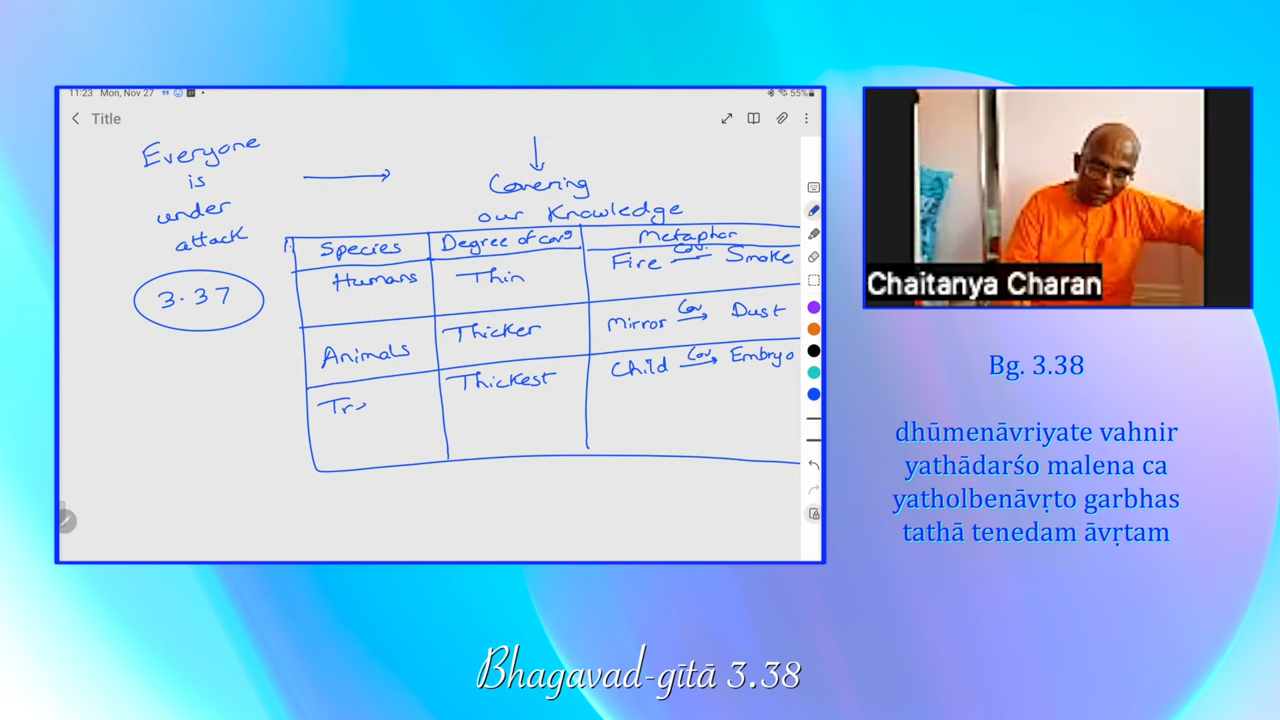 11:23 Mon, Nov 27
55%
Title
Everyone
is
under
attack
3.37
Covering
our Knowledge
Species Degree of cov^g Metaphor
Humans Thin Fire Cov. Smoke
Animals Thicker Mirror Cov Dust
Tr Thickest Child Cov Embryo
Chaitanya Charan
Bg. 3.38
dhūmenāvriyate vahnir
yathādarśo malena ca
yatholbenāvṛto garbhas
tathā tenedam āvṛtam
Bhagavad-gītā 3.38